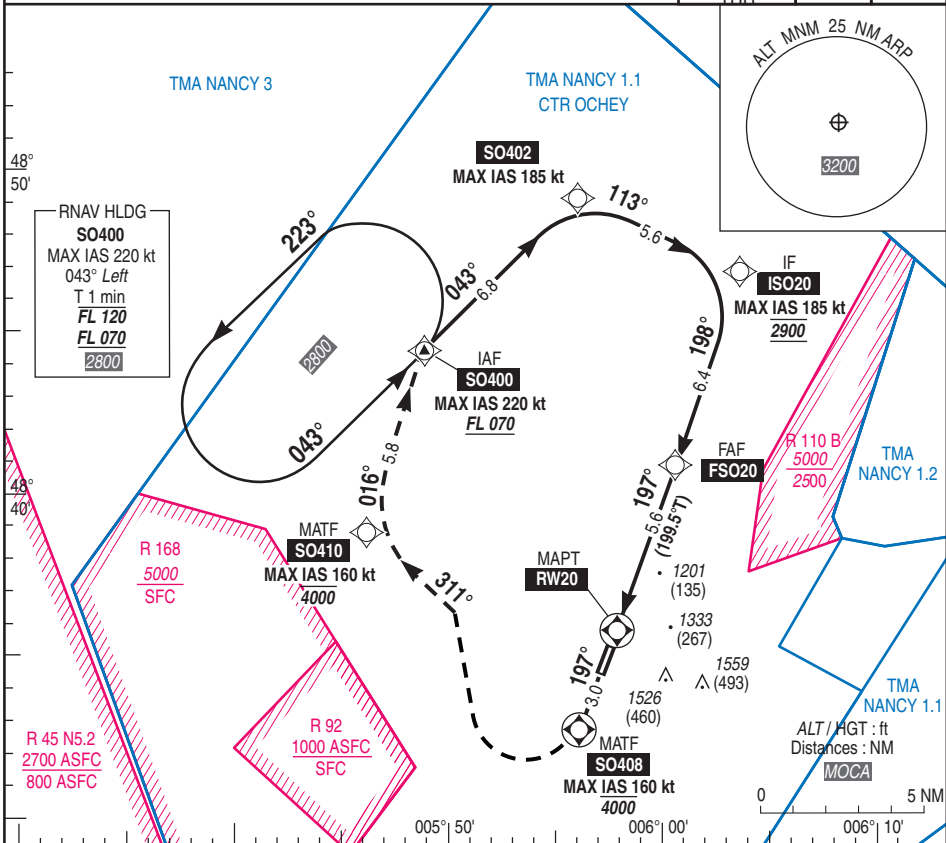 ALT MNM 25 NM ARP
3200
TMA NANCY 3
TMA NANCY 1.1
CTR OCHEY
48°
50'
SO402
MAX IAS 185 kt
113°
5.6
RNAV HLDG
SO400
MAX IAS 220 kt
043° Left
T 1 min
FL 120
FL 070
2800
223°
043°
6.8
IF
ISO20
MAX IAS 185 kt
2900
2800
198°
6.4
IAF
SO400
MAX IAS 220 kt
FL 070
043°
5.8
016°
FAF
FSO20
R 110 B
5000
2500
TMA
NANCY 1.2
48°
40'
197°
5.6
(199.5°T)
MATF
SO410
MAX IAS 160 kt
4000
R 168
5000
SFC
MAPT
RW20
1201
(135)
311°
1333
(267)
197°
3.0
1559
(493)
1526
(460)
TMA
NANCY 1.1
R 45 N5.2
2700 ASFC
800 ASFC
R 92
1000 ASFC
SFC
MATF
SO408
MAX IAS 160 kt
4000
ALT / HGT : ft
Distances : NM
MOCA
0 5 NM
005° 50' 006° 00' 006° 10'